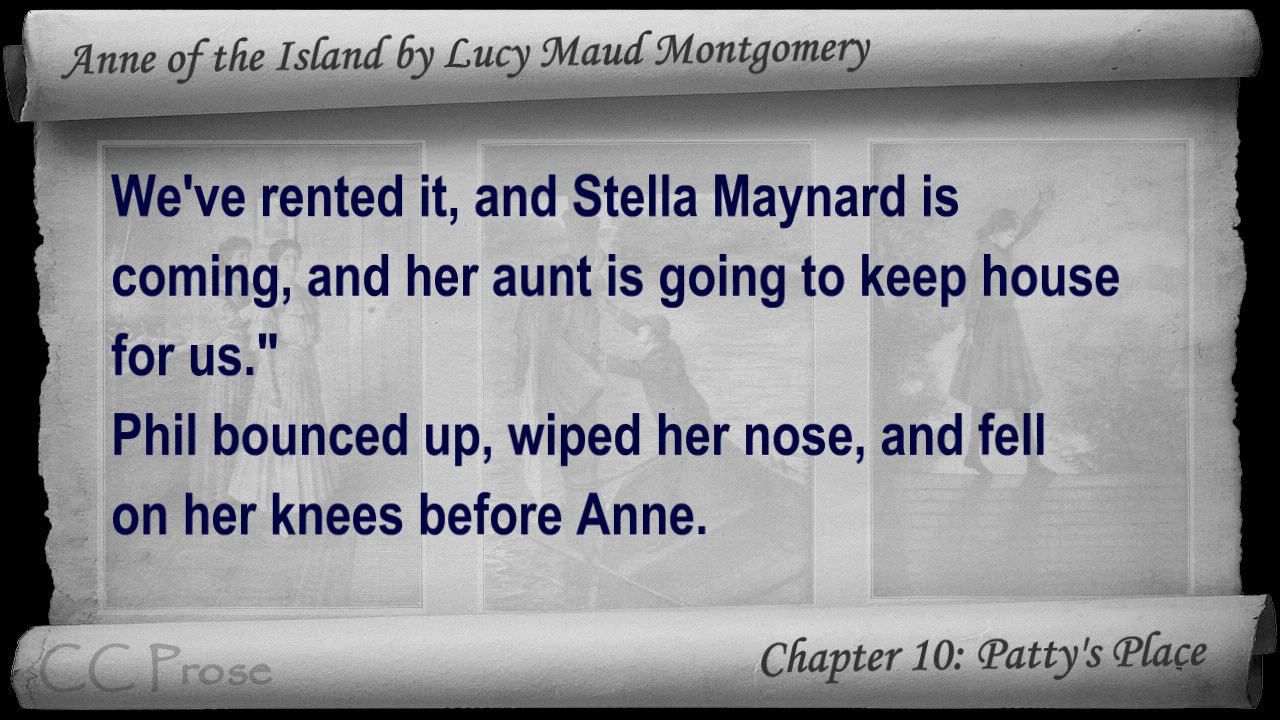 Anne of the Island by Lucy Maud Montgomery
We've rented it, and Stella Maynard is
coming, and her aunt is going to keep house
for us."
Phil bounced up, wiped her nose, and fell
on her knees before Anne.
CC Prose
Chapter 10: Patty's Place